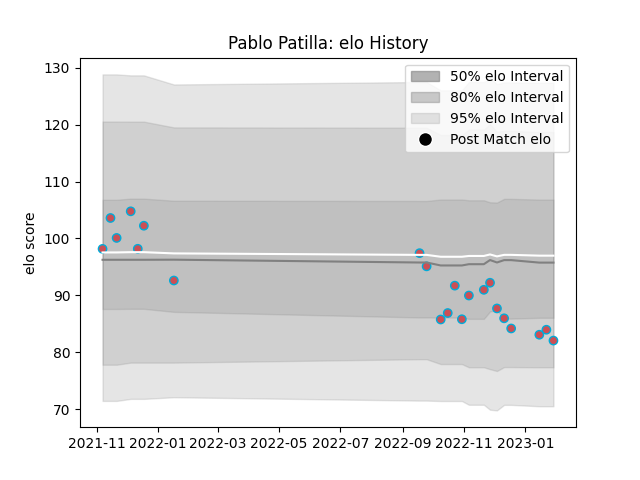 Pablo Patilla: elo History
130
120
110
100
90
80
70
elo score
50% elo Interval
80% elo Interval
95% elo Interval
Post Match elo
2021-11 2022-01 2022-03 2022-05 2022-07 2022-09 2022-11 2023-01